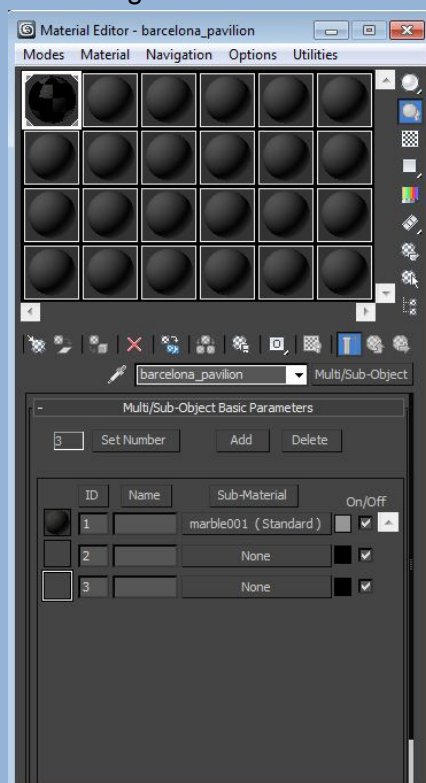 Material Editor - barcelona_pavilion
Modes Material Navigation Options Utilities
barcelona_pavilion Multi/Sub-Object
- Multi/Sub-Object Basic Parameters
3 Set Number Add Delete
ID Name Sub-Material On/Off
1 marble001 ( Standard )
2 None
3 None